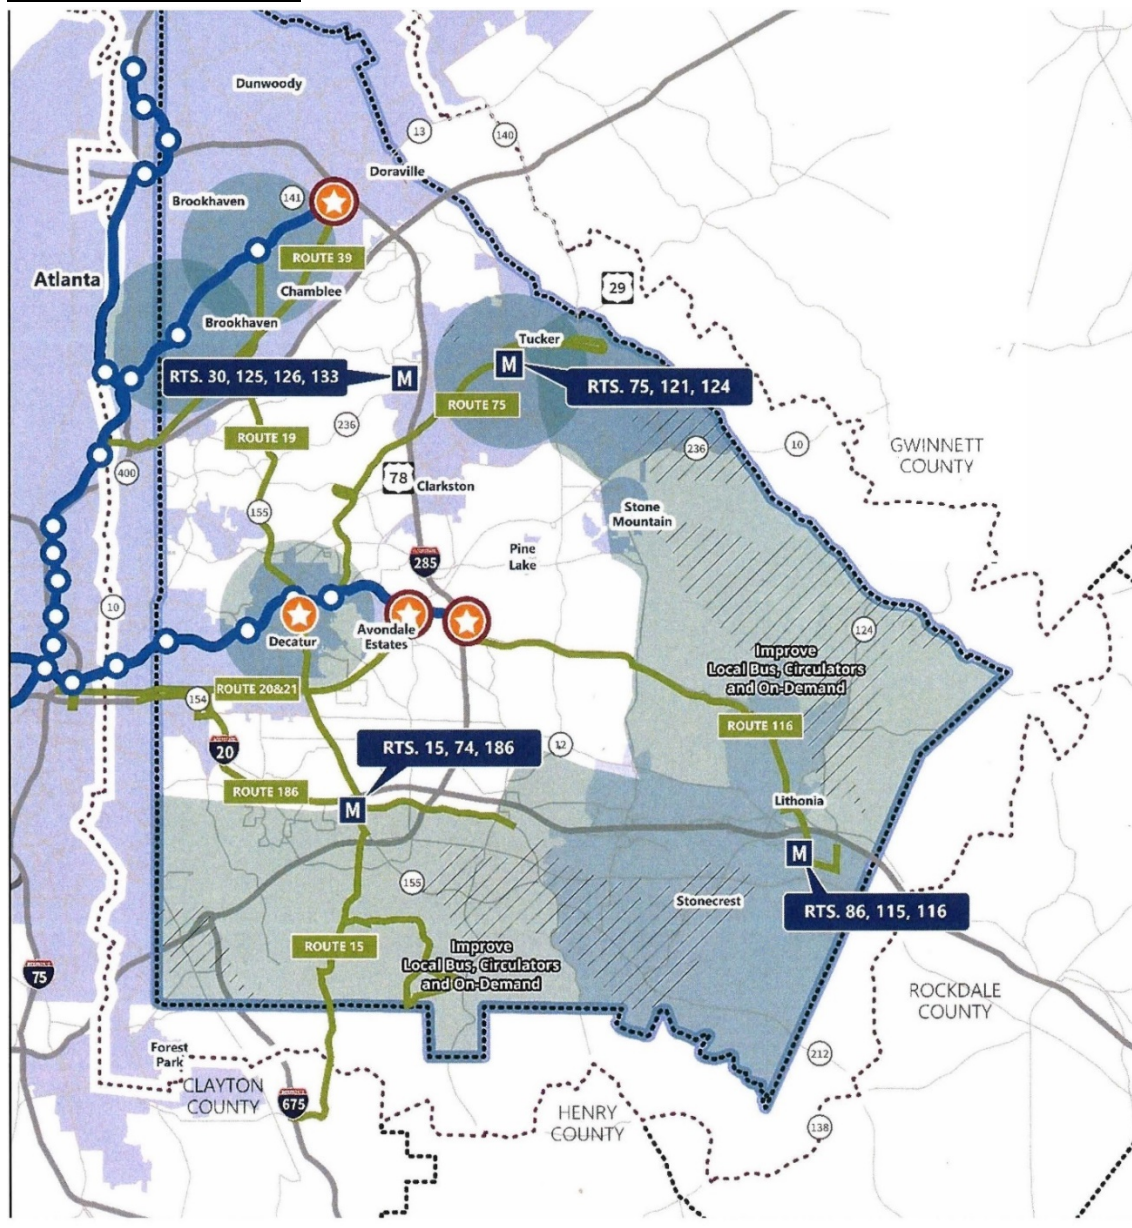 Dunwoody
13
140
Doraville
Brookhaven
141
ROUTE 39
Atlanta
29
Chamblee
Brookhaven
Tucker
RTS. 30, 125, 126, 133
M
M
RTS. 75, 121, 124
ROUTE 75
236
ROUTE 19
236
10
GWINNETT
COUNTY
400
78
Clarkston
155
Stone
Mountain
Pine
Lake
285
10
Decatur
Avondale
Estates
124
Improve
Local Bus, Circulators
and On-Demand
ROUTE 20&21
154
ROUTE 116
20
RTS. 15, 74, 186
12
ROUTE 186
M
Lithonia
M
155
Stonecrest
RTS. 86, 115, 116
ROUTE 15
Improve
Local Bus, Circulators
and On-Demand
75
ROCKDALE
COUNTY
Forest
Park
212
CLAYTON
COUNTY
675
HENRY
COUNTY
138